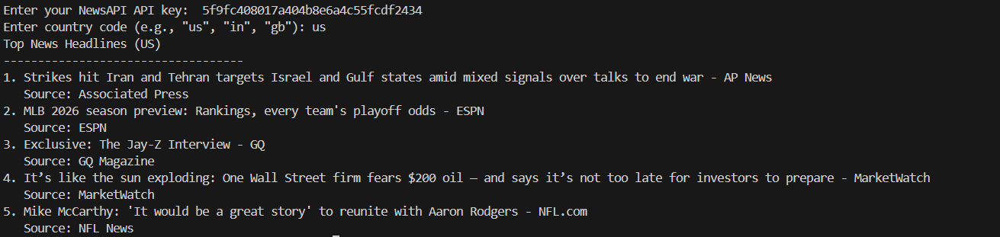 Enter your NewsAPI API key:  5f9fc408017a404b8e6a4c55fcdf2434
Enter country code (e.g., "us", "in", "gb"): us
Top News Headlines (US)
-----------------------------------
1. Strikes hit Iran and Tehran targets Israel and Gulf states amid mixed signals over talks to end war - AP News
   Source: Associated Press
2. MLB 2026 season preview: Rankings, every team's playoff odds - ESPN
   Source: ESPN
3. Exclusive: The Jay-Z Interview - GQ
   Source: GQ Magazine
4. It’s like the sun exploding: One Wall Street firm fears $200 oil — and says it’s not too late for investors to prepare - MarketWatch
   Source: MarketWatch
5. Mike McCarthy: 'It would be a great story' to reunite with Aaron Rodgers - NFL.com
   Source: NFL News